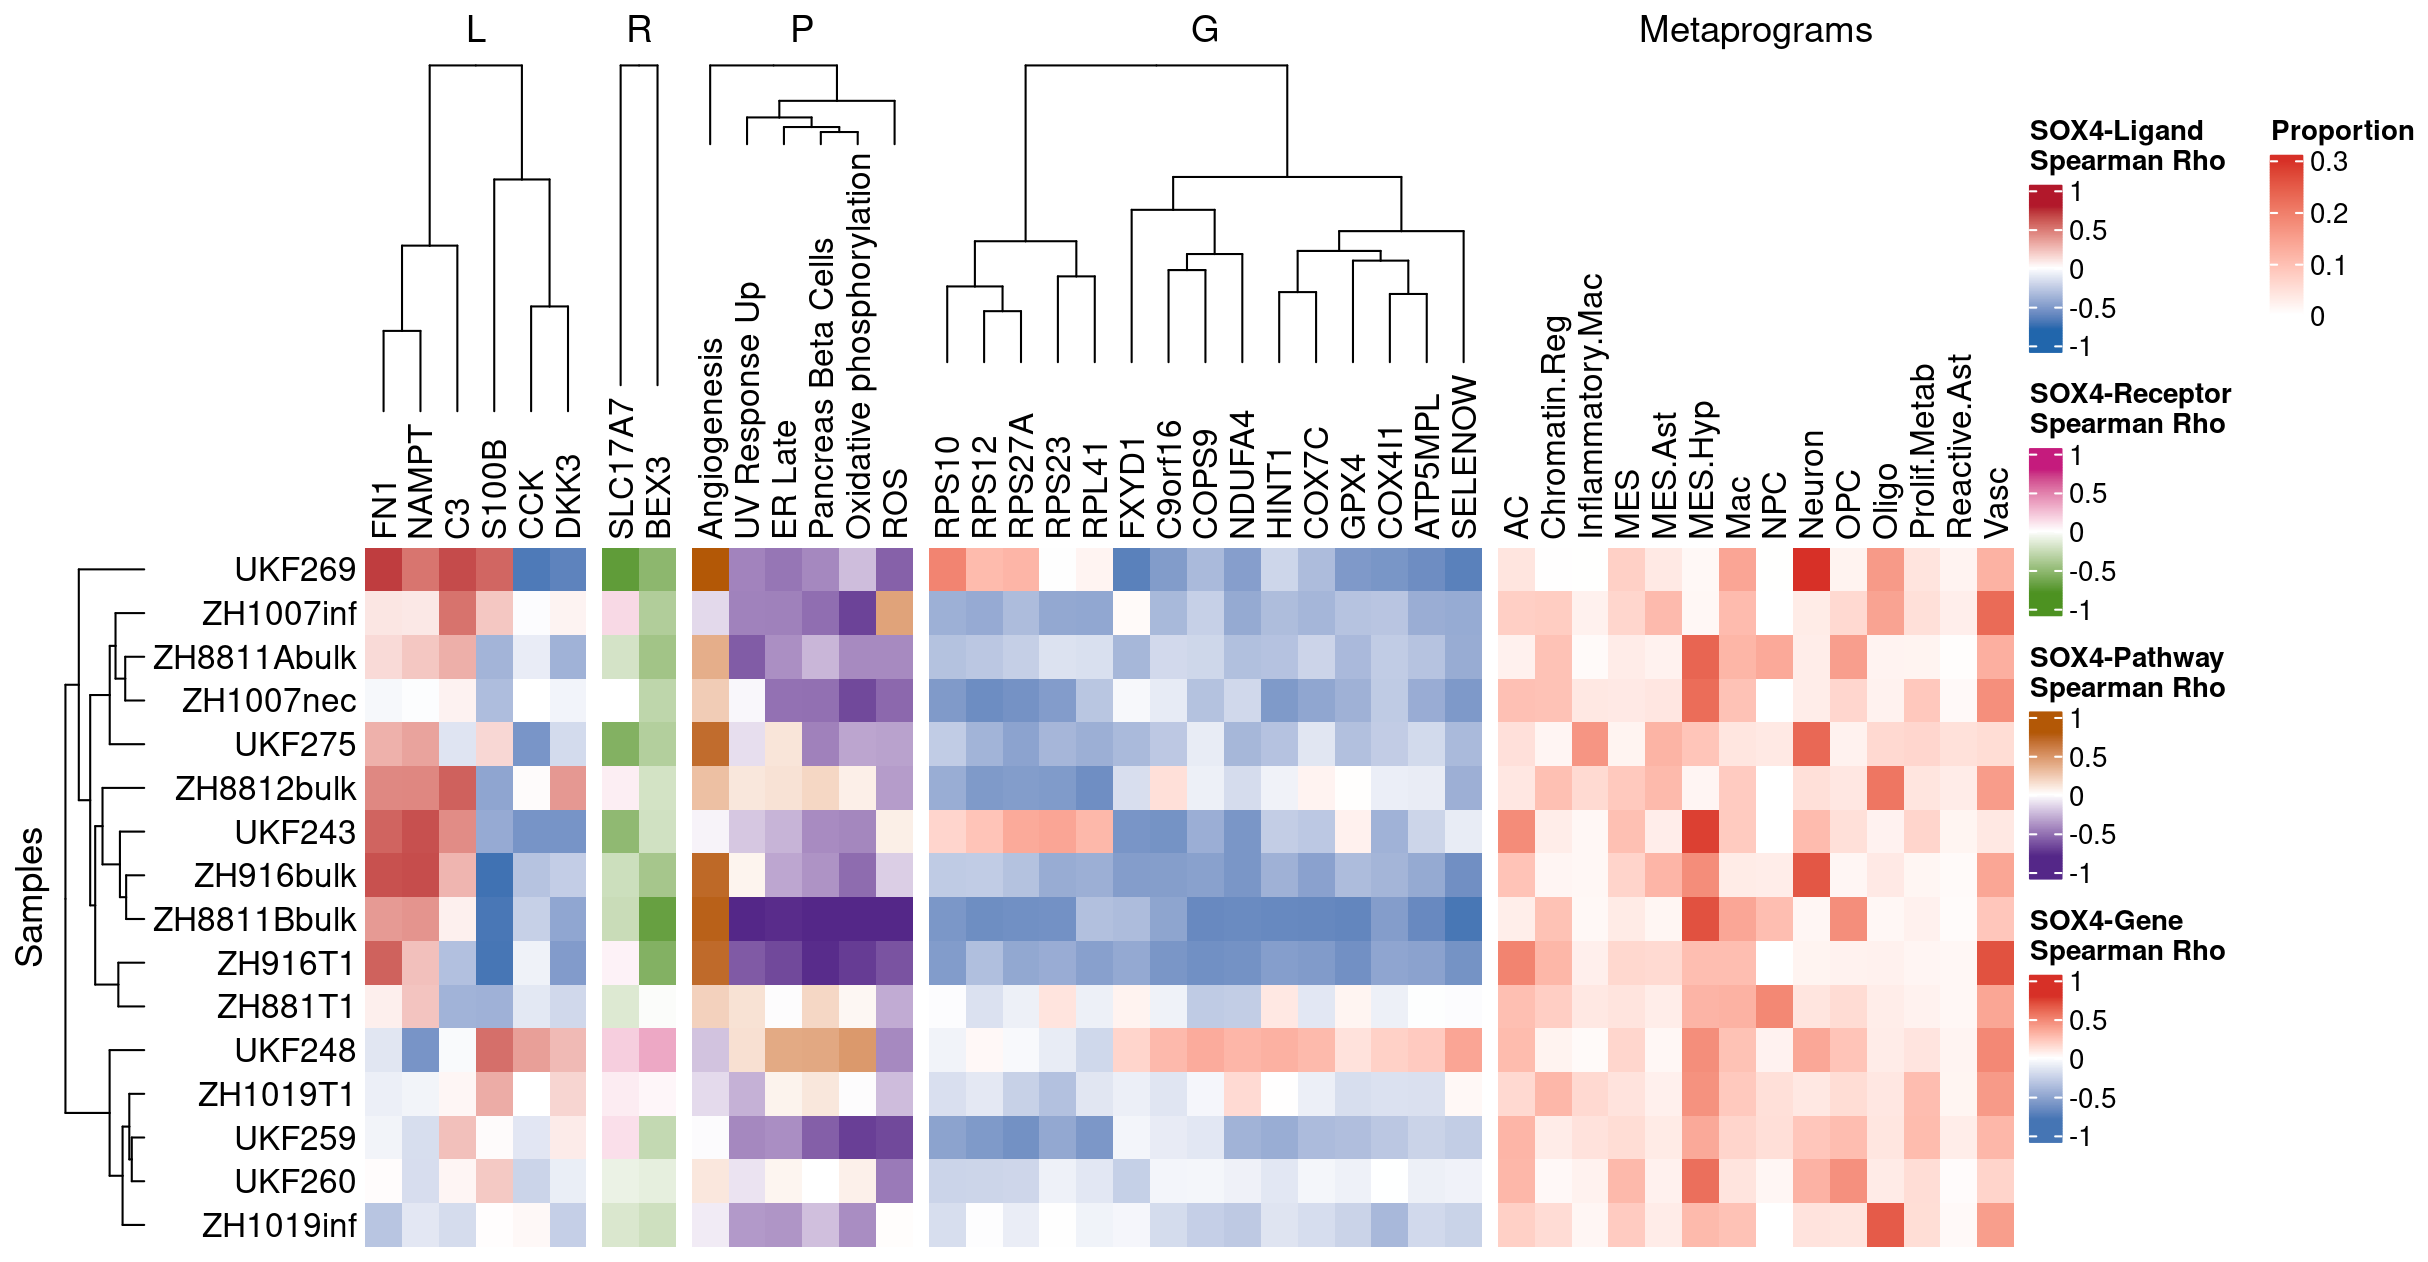 L
R
P
G
Metaprograms
FN1
NAMPT
C3
S100B
CCK
DKK3
SLC17A7
BEX3
Angiogenesis
UV Response Up
ER Late
Pancreas Beta Cells
Oxidative phosphorylation
ROS
RPS10
RPS12
RPS27A
RPS23
RPL41
FXYD1
C9orf16
COPS9
NDUFA4
HINT1
COX7C
GPX4
COX4I1
ATP5MPL
SELENOW
AC
Chromatin.Reg
Inflammatory.Mac
MES
MES.Ast
MES.Hyp
Mac
NPC
Neuron
OPC
Oligo
Prolif.Metab
Reactive.Ast
Vasc
Samples
UKF269
ZH1007inf
ZH8811Abulk
ZH1007nec
UKF275
ZH8812bulk
UKF243
ZH916bulk
ZH8811Bbulk
ZH916T1
ZH881T1
UKF248
ZH1019T1
UKF259
UKF260
ZH1019inf
SOX4-Ligand
Spearman Rho
1
0.5
0
-0.5
-1
SOX4-Receptor
Spearman Rho
1
0.5
0
-0.5
-1
SOX4-Pathway
Spearman Rho
1
0.5
0
-0.5
-1
SOX4-Gene
Spearman Rho
1
0.5
0
-0.5
-1
Proportion
0.3
0.2
0.1
0